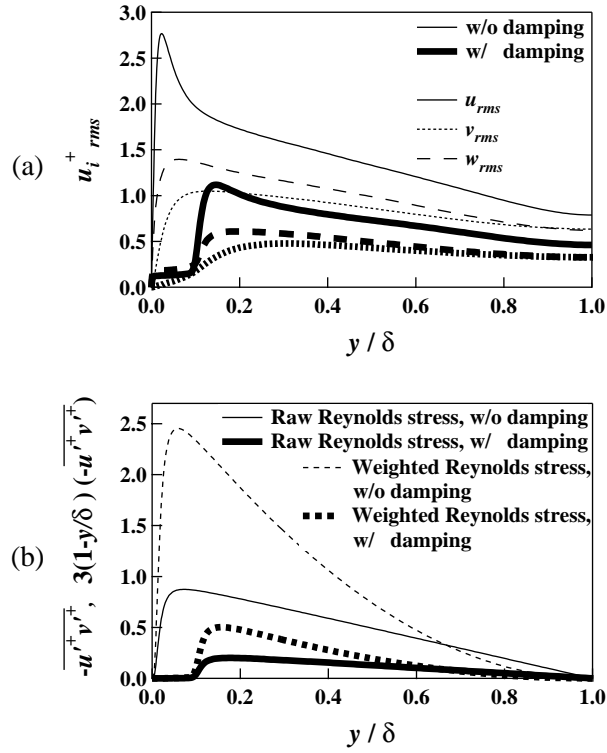 (a)
u_i^+ rms
3.0
2.5
2.0
1.5
1.0
0.5
0.0
w/o damping
w/ damping
u_rms
v_rms
w_rms
0.0 0.2 0.4 0.6 0.8 1.0
y / δ
(b)
-u'^+v'^+, 3(1-y/δ) (-u'^+v'^+)
2.5
2.0
1.5
1.0
0.5
0.0
Raw Reynolds stress, w/o damping
Raw Reynolds stress, w/ damping
Weighted Reynolds stress,
w/o damping
Weighted Reynolds stress,
w/ damping
0.0 0.2 0.4 0.6 0.8 1.0
y / δ